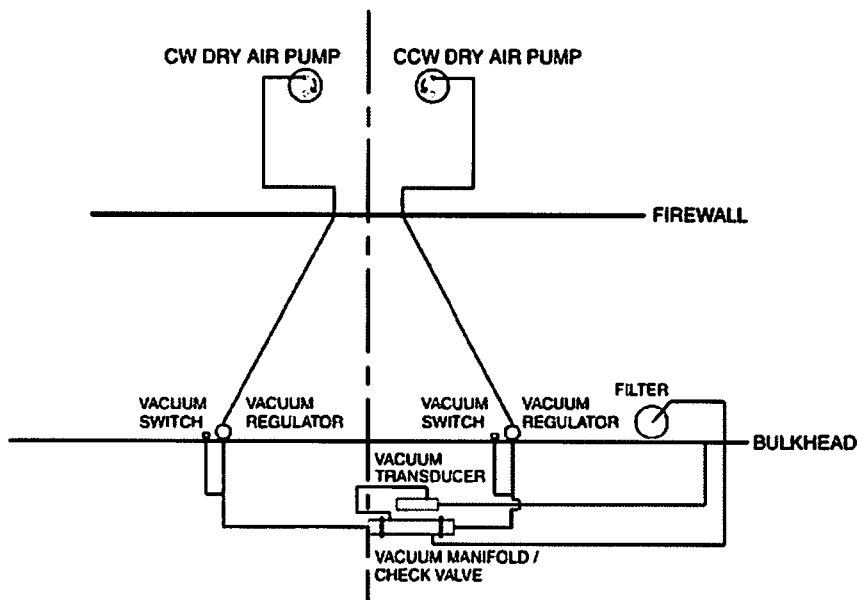 CW DRY AIR PUMP
CCW DRY AIR PUMP
FIREWALL
VACUUM
SWITCH
VACUUM
REGULATOR
VACUUM
SWITCH
VACUUM
REGULATOR
FILTER
BULKHEAD
VACUUM
TRANSDUCER
VACUUM MANIFOLD /
CHECK VALVE